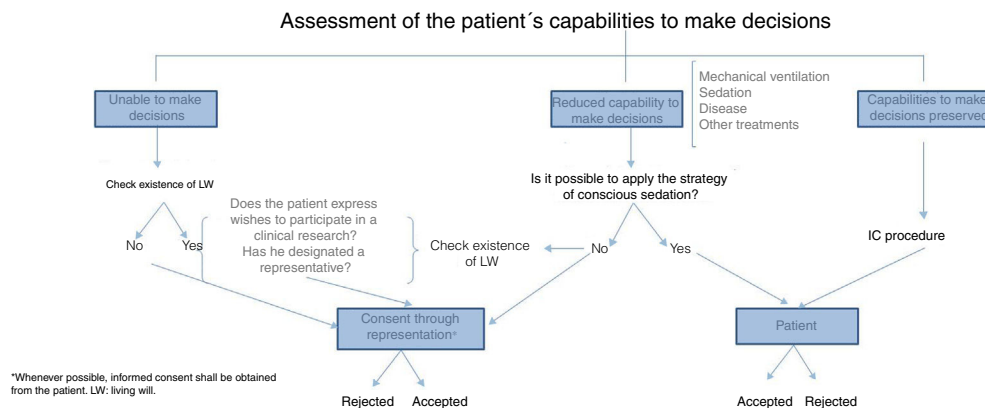 Assessment of the patient´s capabilities to make decisions
Unable to make
decisions
Reduced capability to
make decisions
Mechanical ventilation
Sedation
Disease
Other treatments
Capabilities to make
decisions preserved
Check existence of LW
Is it possible to apply the strategy
of conscious sedation?
No
Yes
Does the patient express
wishes to participate in a
clinical research?
Has he designated a
representative?
Check existence
of LW
No
Yes
IC procedure
Consent through
representation*
Patient
*Whenever possible, informed consent shall be obtained
from the patient. LW: living will.
Rejected
Accepted
Accepted
Rejected